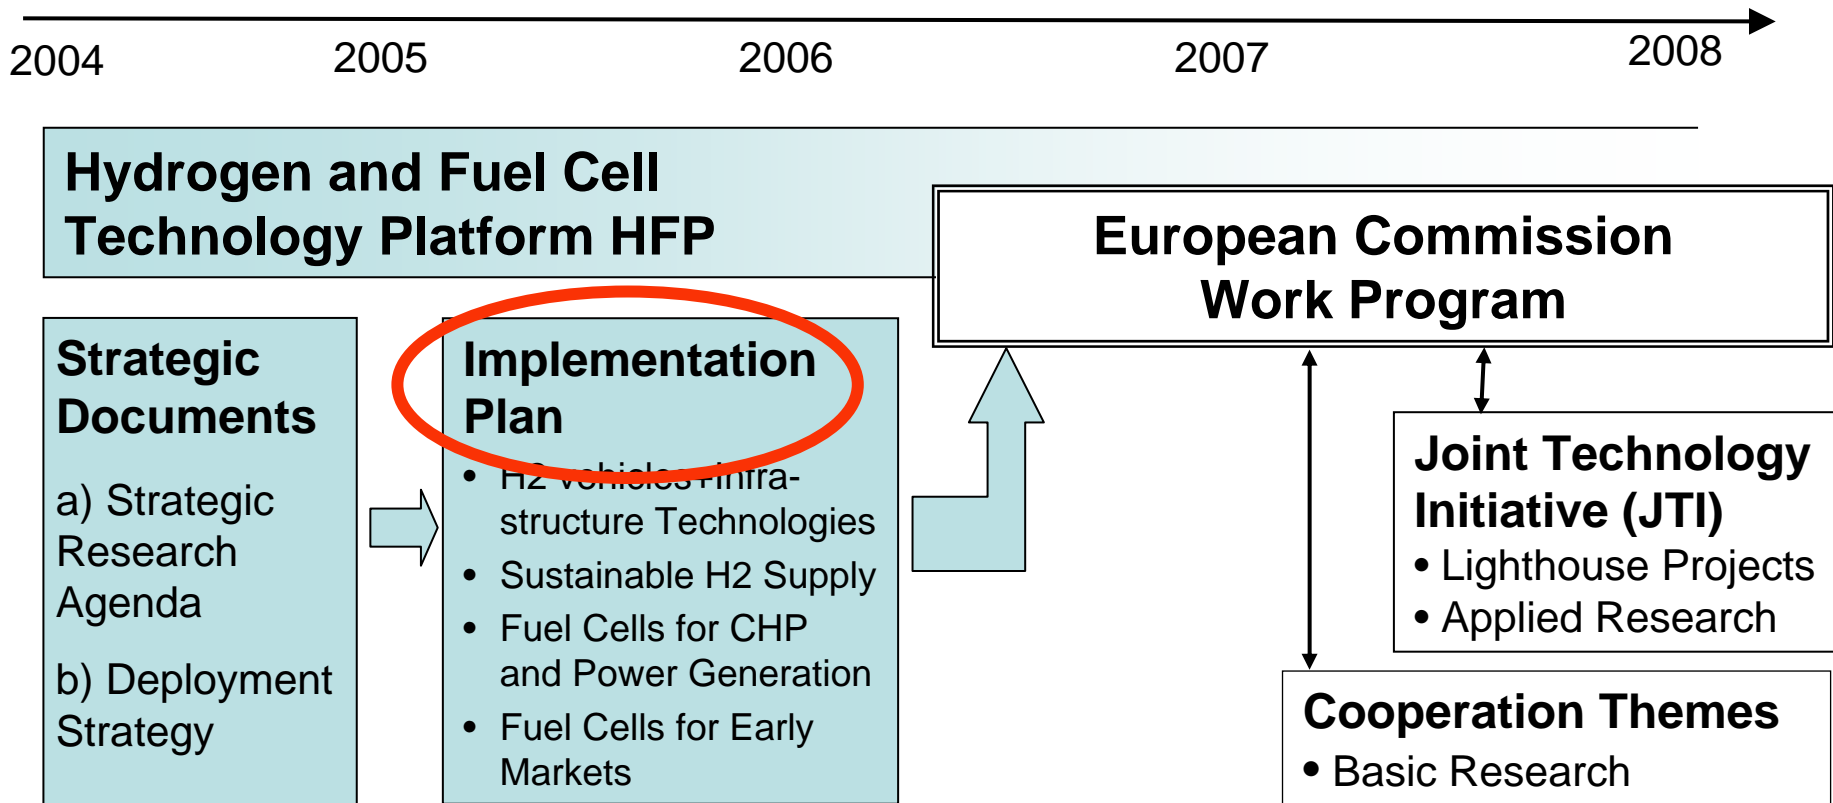 2004 2005 2006 2007 2008
Hydrogen and Fuel Cell
Technology Platform HFP
European Commission
Work Program
Strategic
Documents
a) Strategic
Research
Agenda
b) Deployment
Strategy
Implementation
Plan
• H2 vehicles+Infra-
structure Technologies
• Sustainable H2 Supply
• Fuel Cells for CHP
and Power Generation
• Fuel Cells for Early
Markets
Joint Technology
Initiative (JTI)
• Lighthouse Projects
• Applied Research
Cooperation Themes
• Basic Research